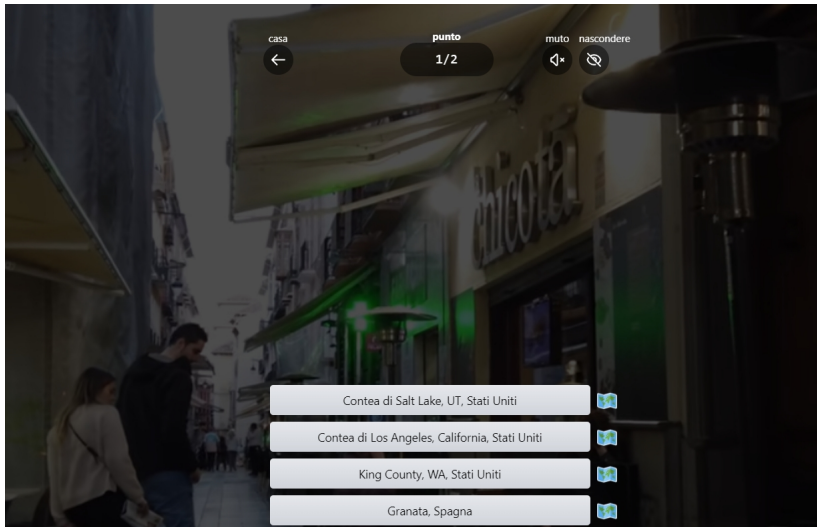 casa
punto
muto nascondere
1/2
chicotá
Contea di Salt Lake, UT, Stati Uniti
Contea di Los Angeles, California, Stati Uniti
King County, WA, Stati Uniti
Granata, Spagna